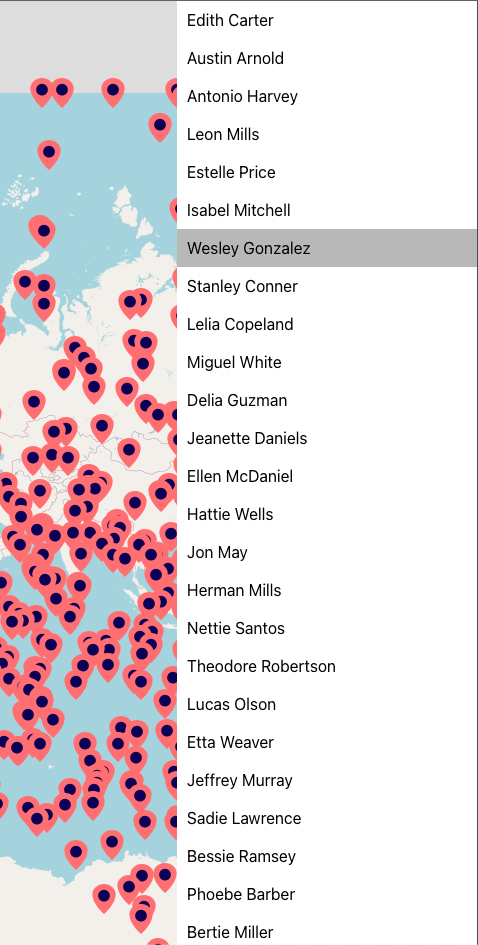 Edith Carter
Austin Arnold
Antonio Harvey
Leon Mills
Estelle Price
Isabel Mitchell
Wesley Gonzalez
Stanley Conner
Lelia Copeland
Miguel White
Delia Guzman
Jeanette Daniels
Ellen McDaniel
Hattie Wells
Jon May
Herman Mills
Nettie Santos
Theodore Robertson
Lucas Olson
Etta Weaver
Jeffrey Murray
Sadie Lawrence
Bessie Ramsey
Phoebe Barber
Bertie Miller